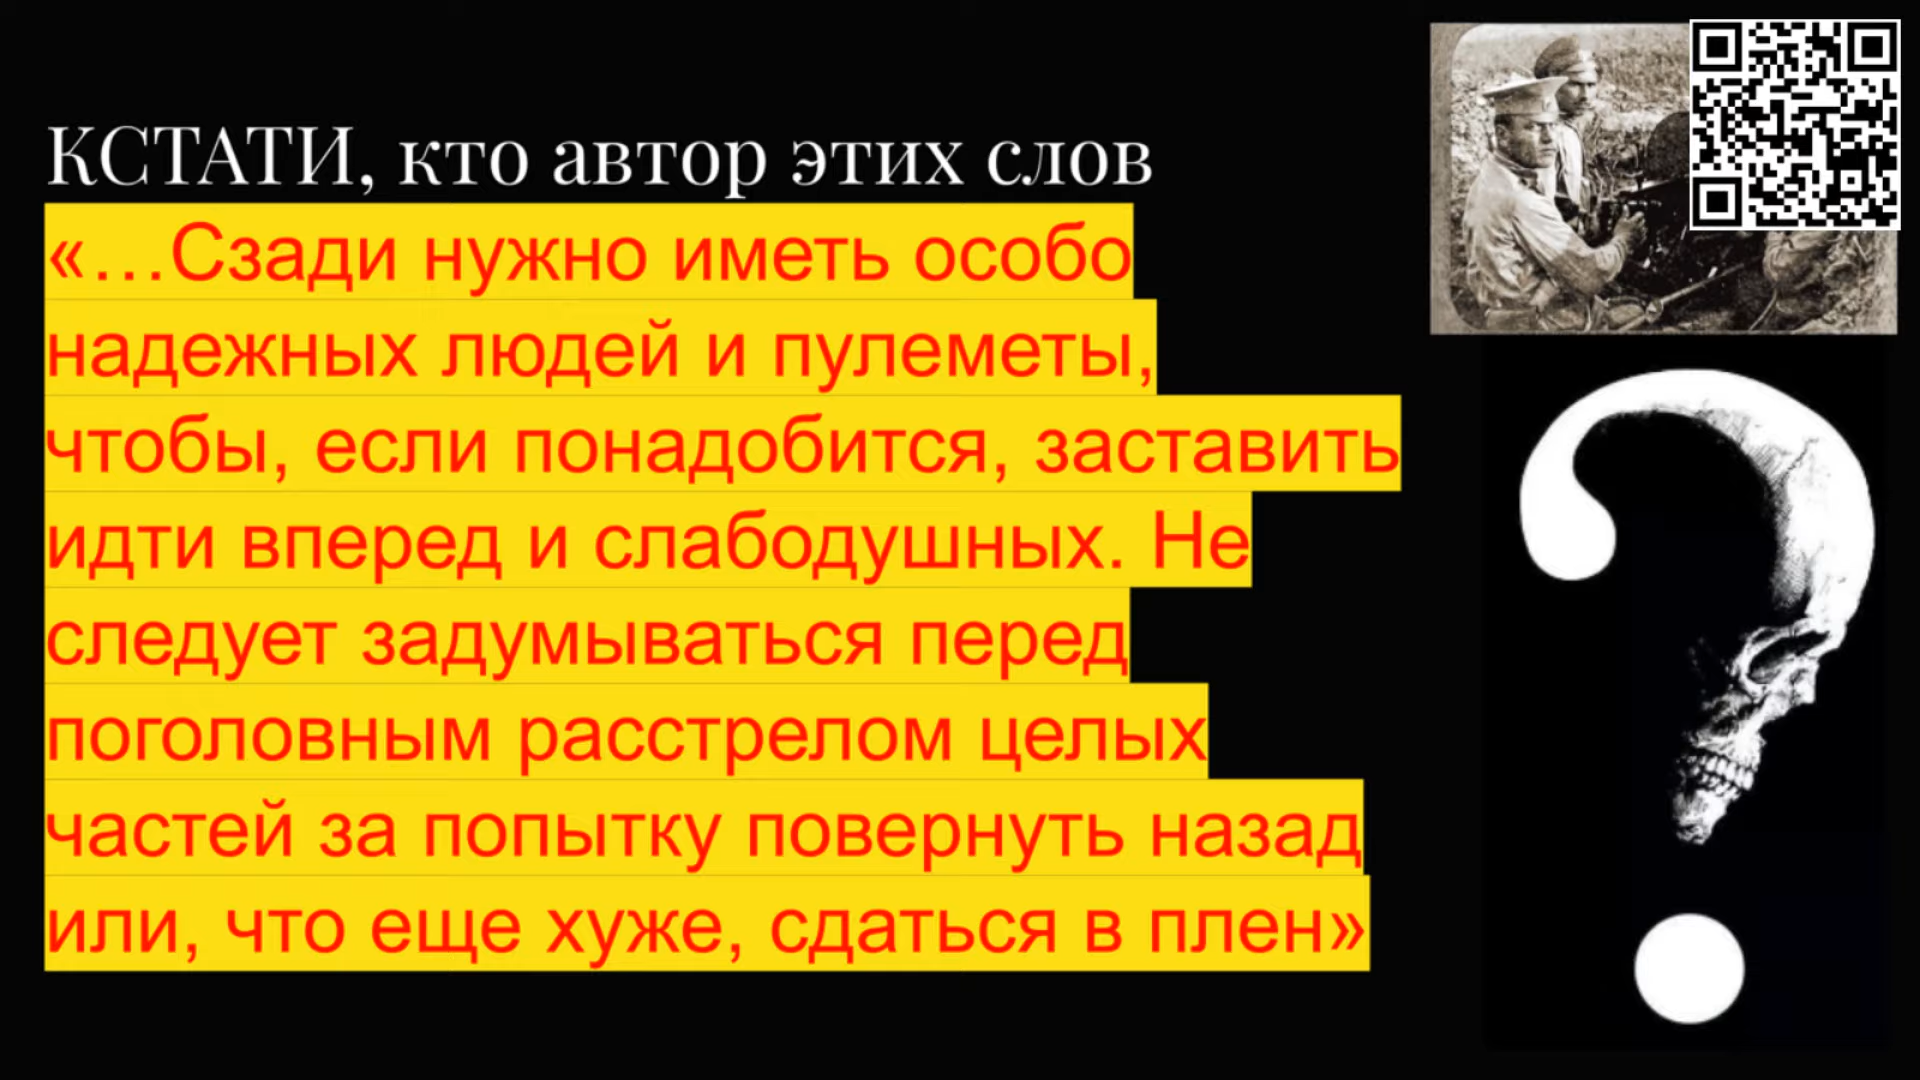 КСТАТИ, кто автор этих слов
«…Сзади нужно иметь особо
надежных людей и пулеметы,
чтобы, если понадобится, заставить
идти вперед и слабодушных. Не
следует задумываться перед
поголовным расстрелом целых
частей за попытку повернуть назад
или, что еще хуже, сдаться в плен»